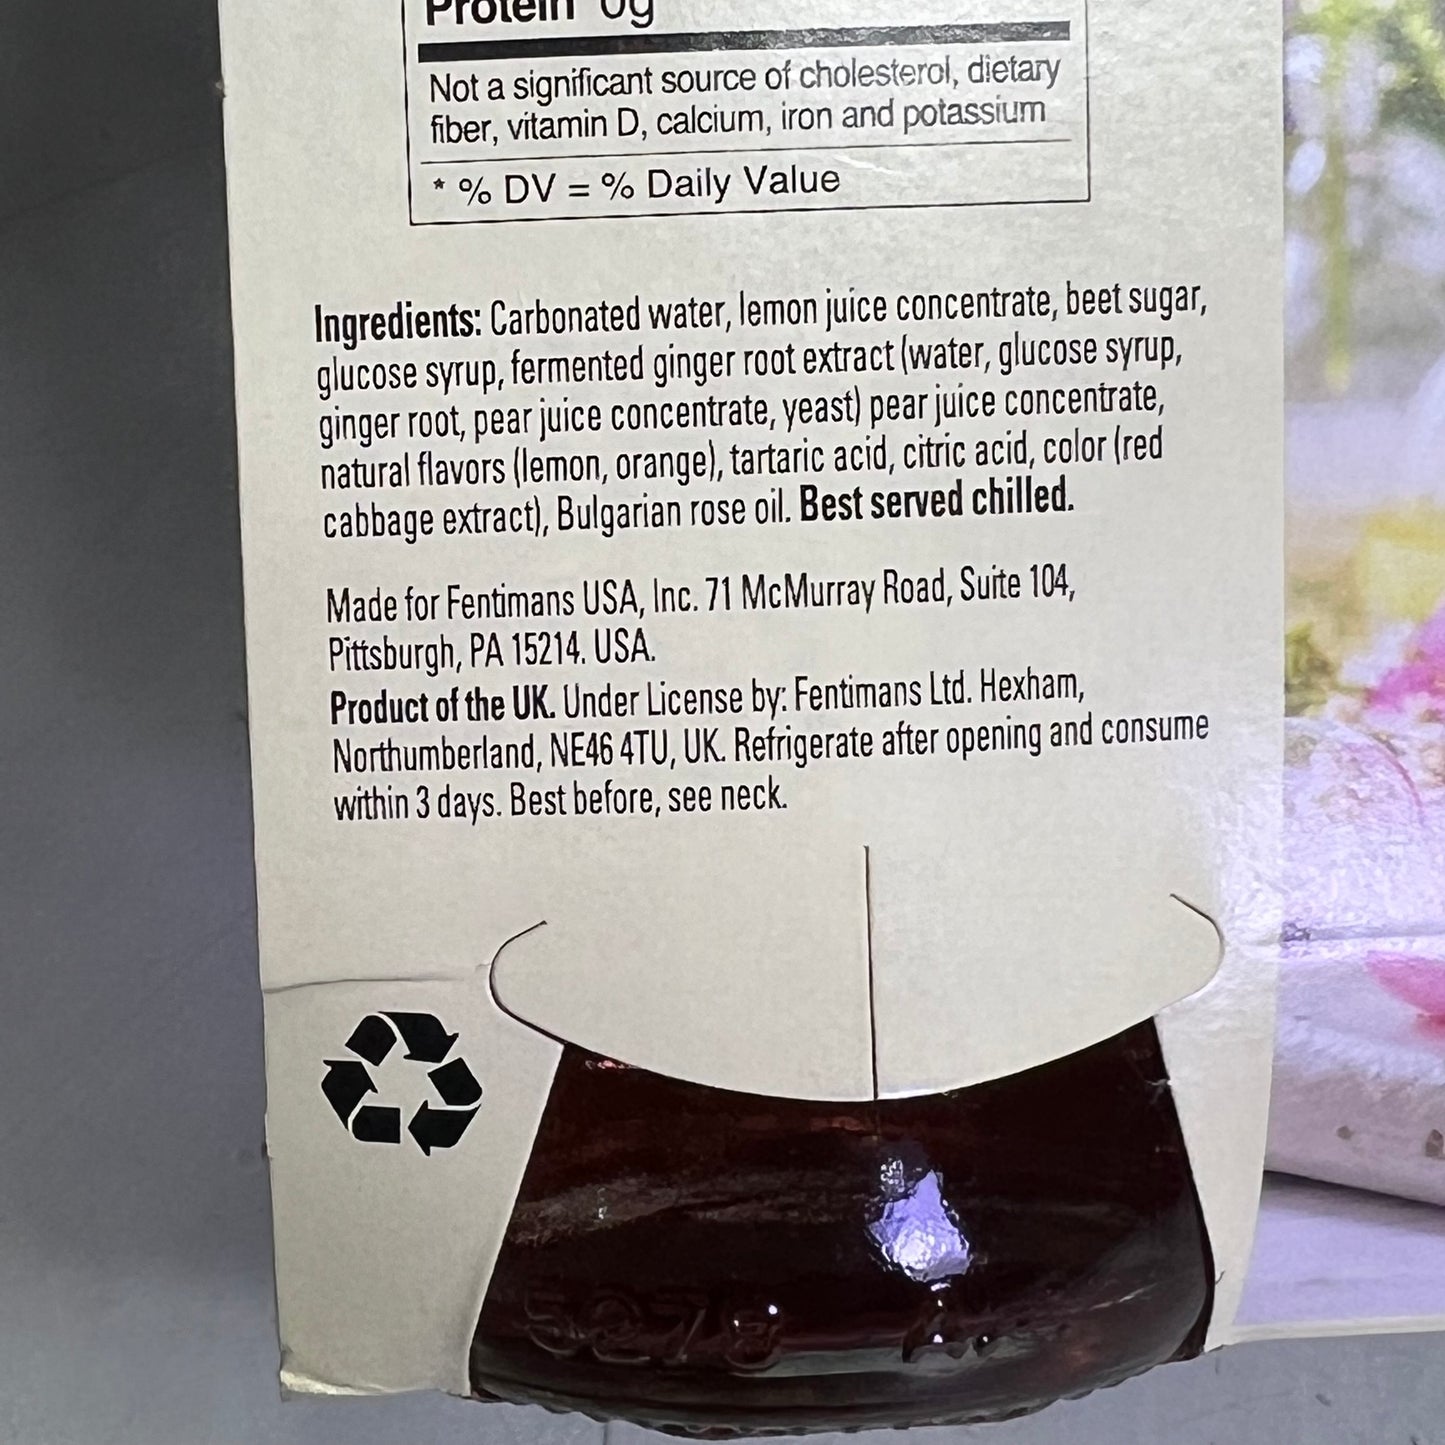 Protein 0g
Not a significant source of cholesterol, dietary
fiber, vitamin D, calcium, iron and potassium
* % DV = % Daily Value
Ingredients: Carbonated water, lemon juice concentrate, beet sugar,
glucose syrup, fermented ginger root extract (water, glucose syrup,
ginger root, pear juice concentrate, yeast) pear juice concentrate,
natural flavors (lemon, orange), tartaric acid, citric acid, color (red
cabbage extract), Bulgarian rose oil. Best served chilled.
Made for Fentimans USA, Inc. 71 McMurray Road, Suite 104,
Pittsburgh, PA 15214. USA.
Product of the UK. Under License by: Fentimans Ltd. Hexham,
Northumberland, NE46 4TU, UK. Refrigerate after opening and consume
within 3 days. Best before, see neck.